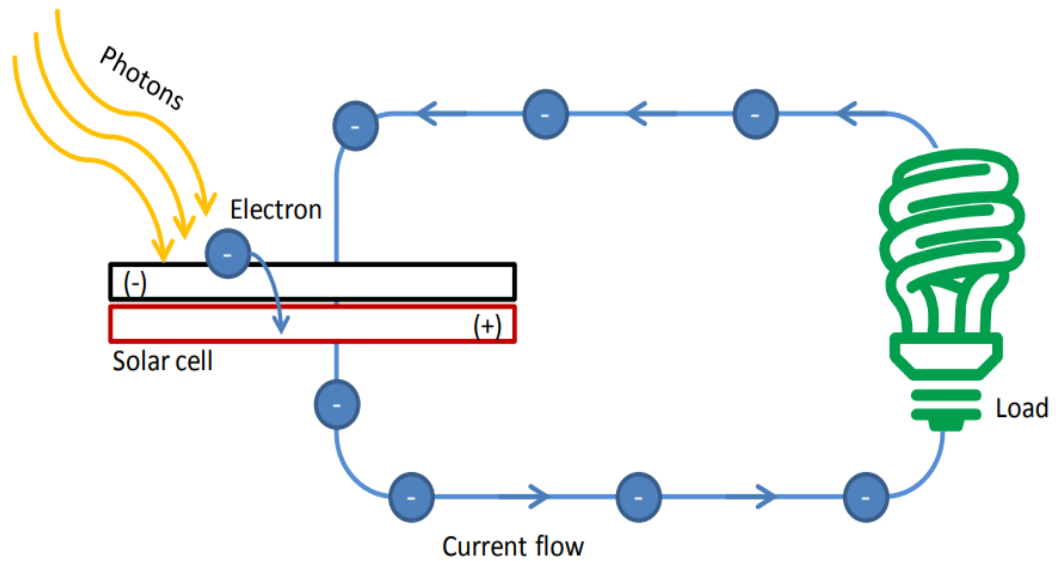 Photons
Electron
(-)
(+)
Solar cell
Load
Current flow
-
-
-
-
-
-
-
-